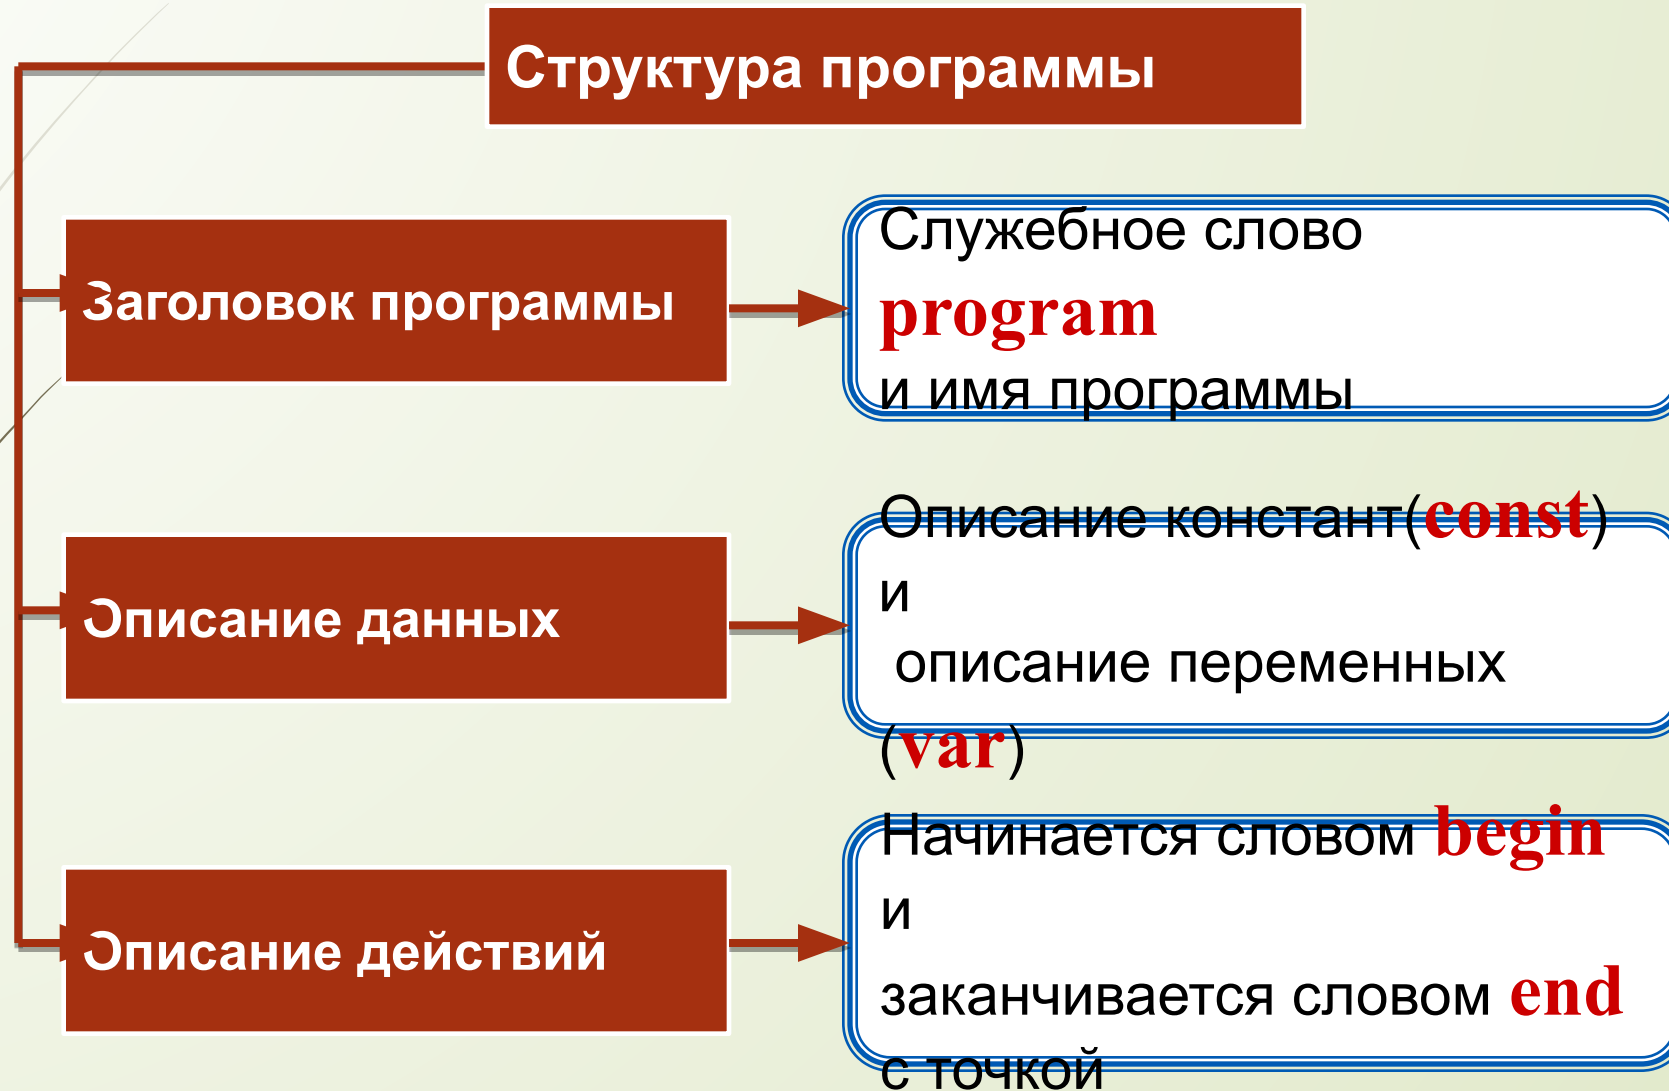 Структура программы
Заголовок программы
Служебное слово
program
и имя программы
Описание данных
Описание констант(const)
и
описание переменных
(var)
Описание действий
Начинается словом begin
и
заканчивается словом end
с точкой